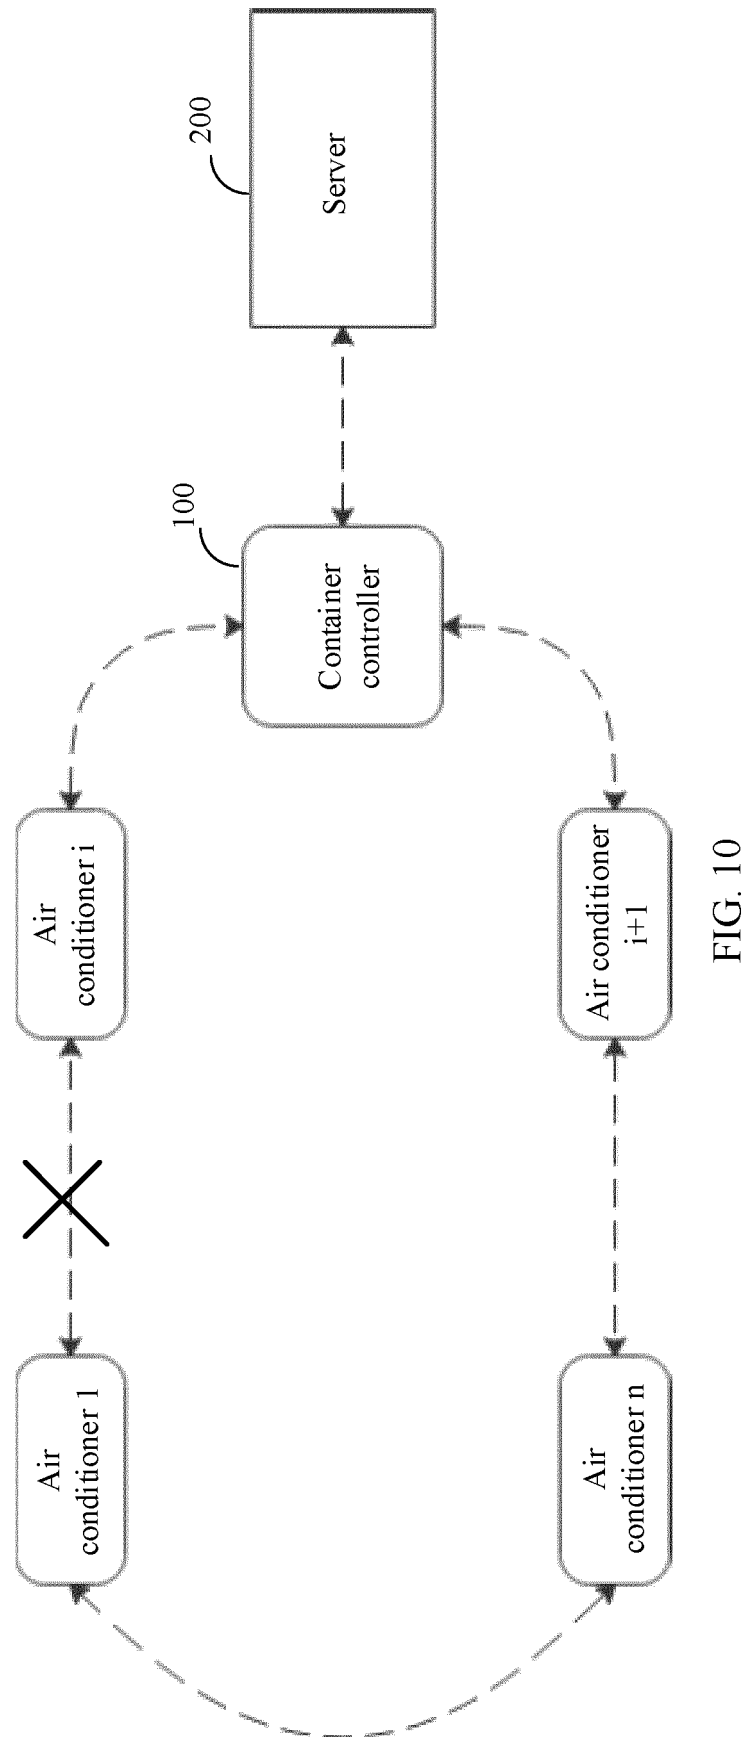 200
Server
100
Container
controller
Air
conditioner i
Air conditioner
i+1
Air
conditioner 1
Air
conditioner n
FIG. 10